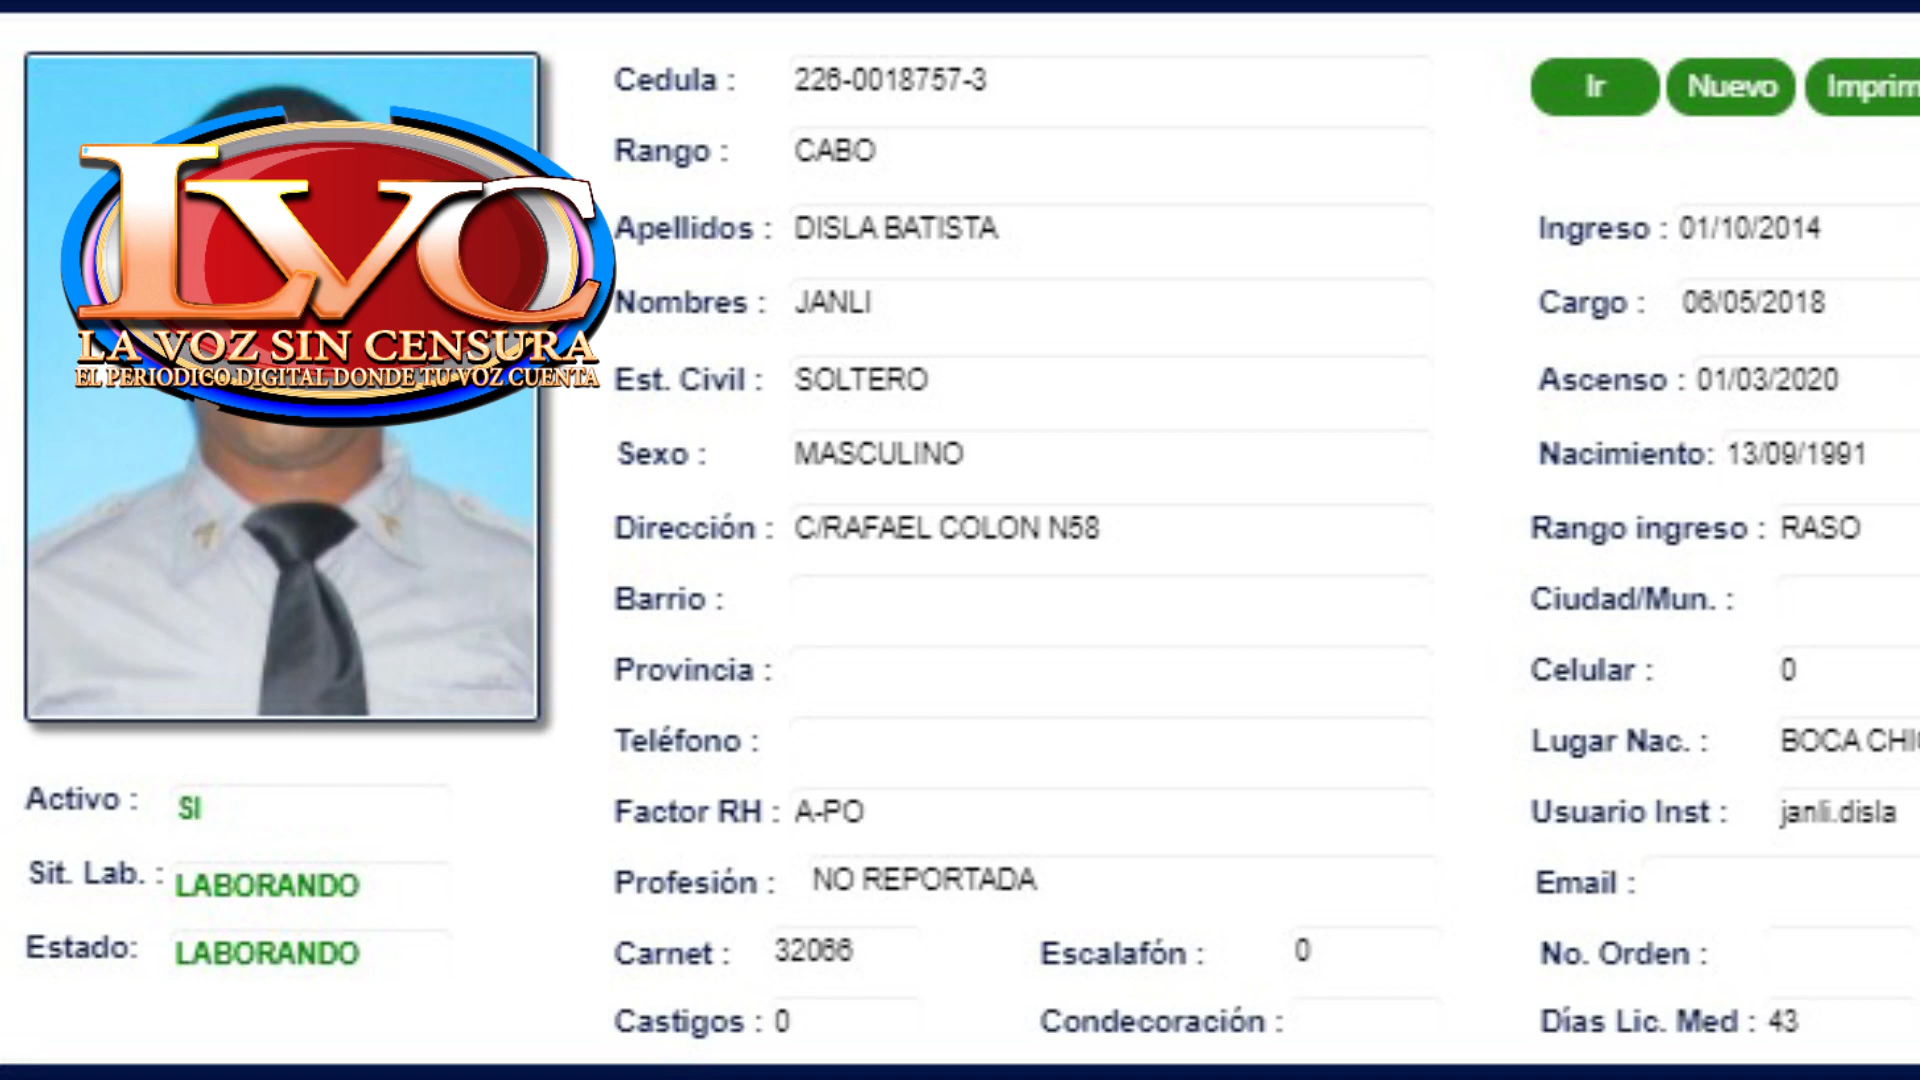 LVC
LA VOZ SIN CENSURA
EL PERIODICO DIGITAL DONDE TU VOZ CUENTA
Activo : SI
Sit. Lab. : LABORANDO
Estado: LABORANDO
Cedula : 226-0018757-3
Rango : CABO
Apellidos : DISLA BATISTA
Nombres : JANLI
Est. Civil : SOLTERO
Sexo : MASCULINO
Dirección : C/RAFAEL COLON N58
Barrio :
Provincia :
Teléfono :
Factor RH : A-PO
Profesión : NO REPORTADA
Carnet : 32066 Escalafón : 0
Castigos : 0 Condecoración :
Ir Nuevo Imprim
Ingreso : 01/10/2014
Cargo : 06/05/2018
Ascenso : 01/03/2020
Nacimiento: 13/09/1991
Rango ingreso : RASO
Ciudad/Mun. :
Celular : 0
Lugar Nac. : BOCA CHI
Usuario Inst : janli.disla
Email :
No. Orden :
Días Lic. Med : 43